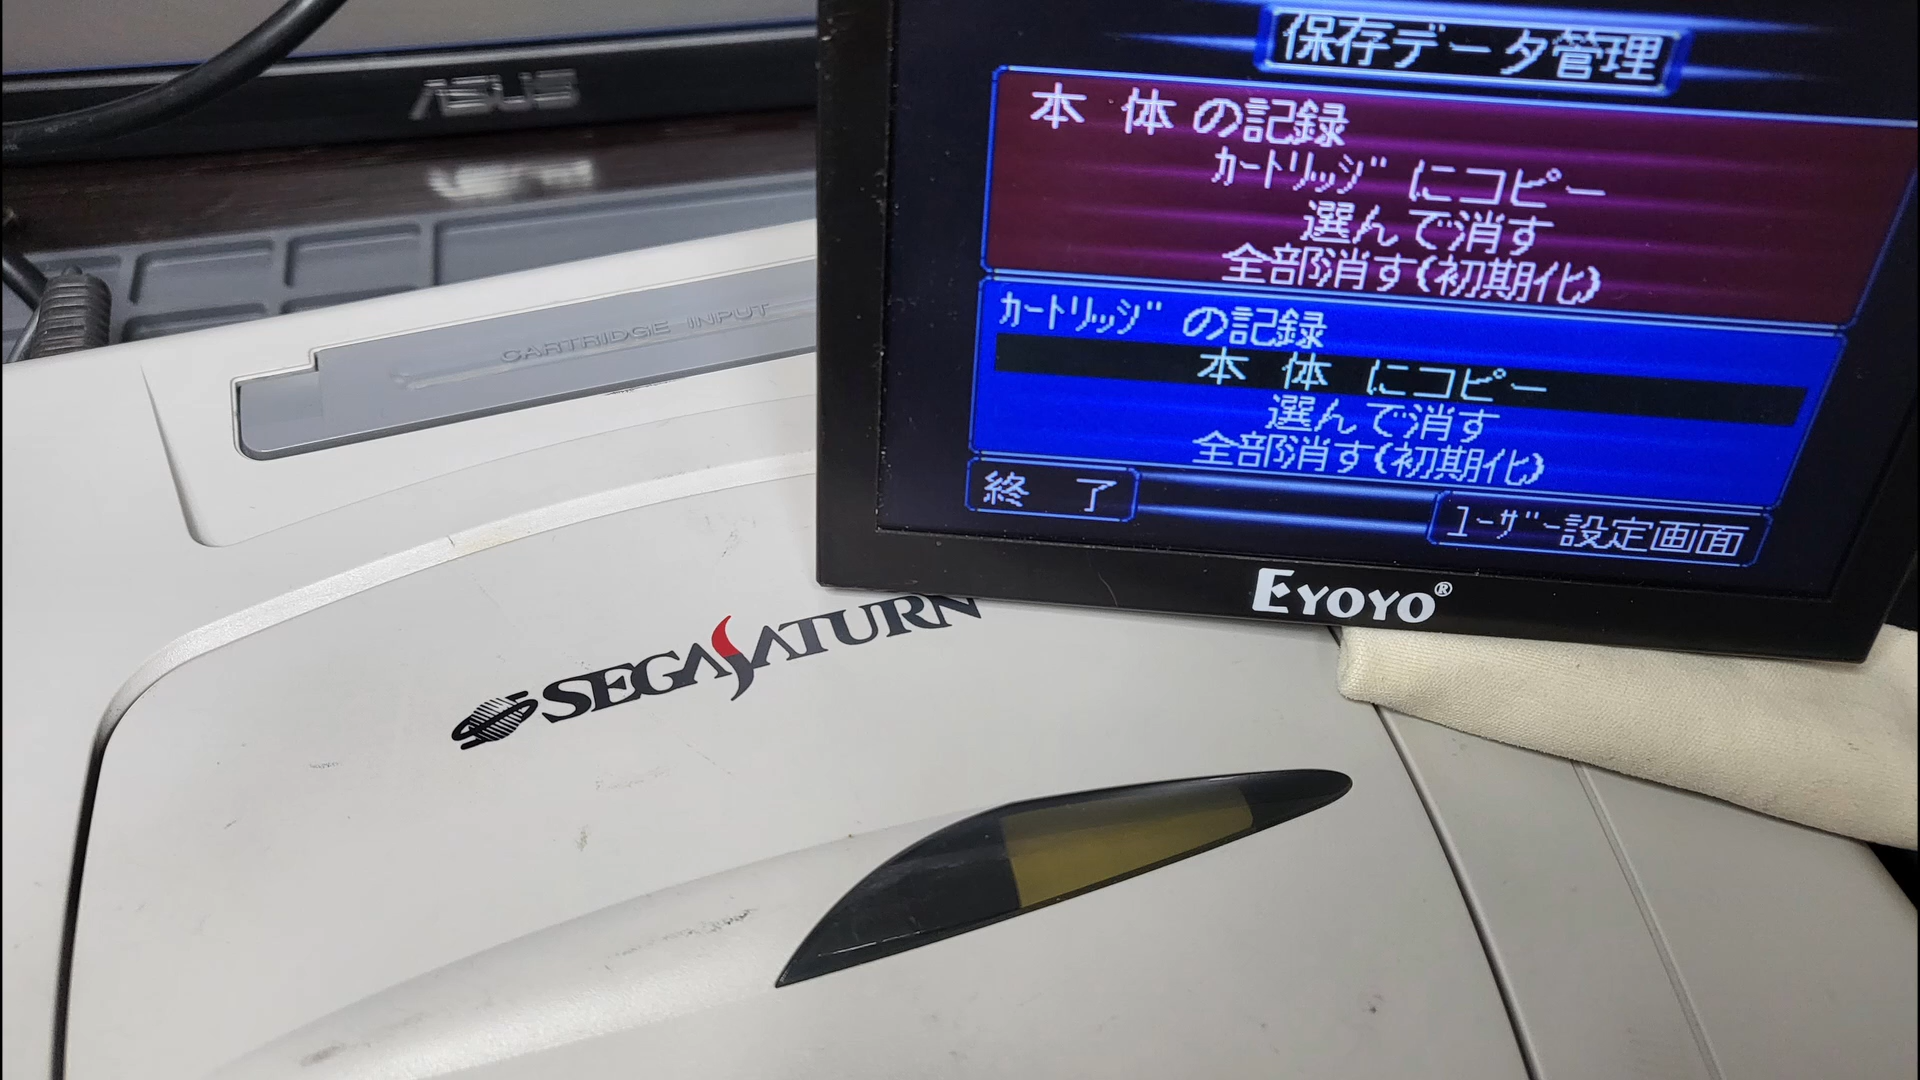 ASUS
保存データ管理
本 体 の記録
カートリッジ にコピー
選んで消す
全部消す(初期化)
カートリッジ の記録
本 体 にコピー
選んで消す
全部消す(初期化)
終 了
ユーザー設定画面
EYOYO®
CARTRIDGE INPUT
SEGA SATURN